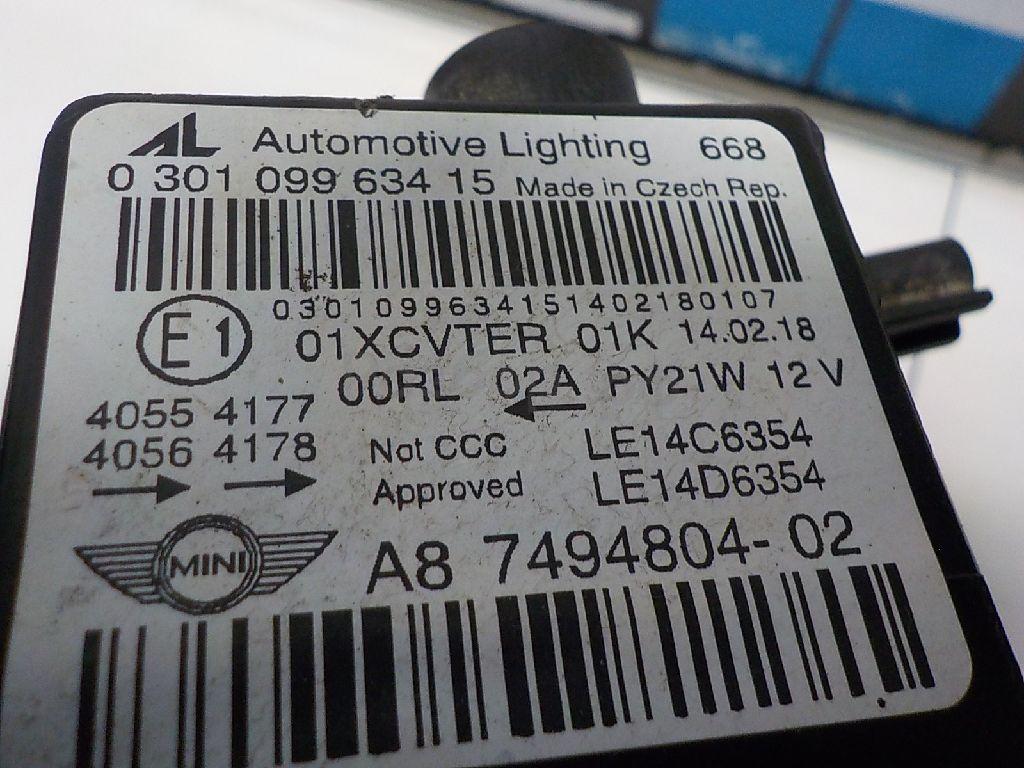 AL Automotive Lighting 668
0 301 099 634 15 Made in Czech Rep.
0301099634151402180107
E1 01XCVTER 01K 14.02.18
00RL 02A PY21W 12 V
4055 4177
4056 4178 Not CCC LE14C6354
Approved LE14D6354
MINI A8 7494804-02